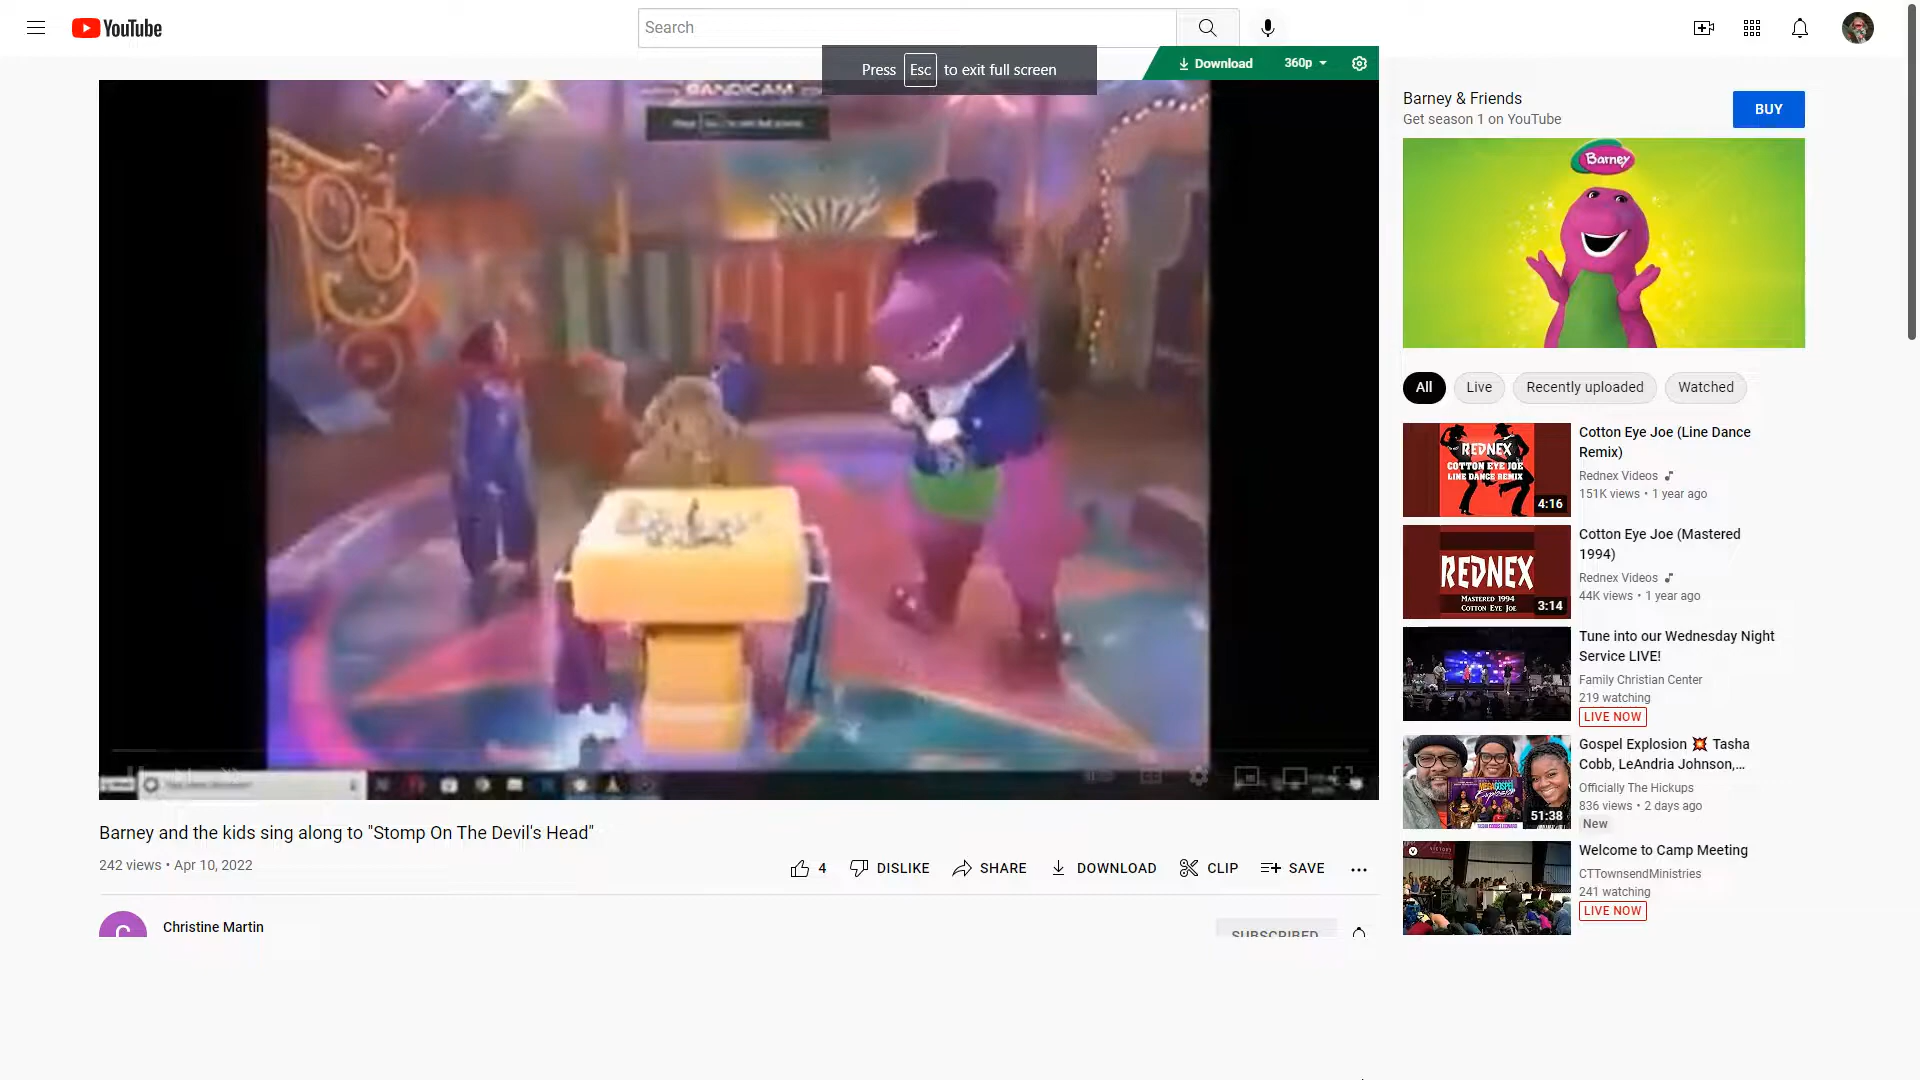 YouTube
Search
Press Esc to exit full screen
Download
360p
BANDICAM
Barney & Friends
Get season 1 on YouTube
BUY
Barney
All
Live
Recently uploaded
Watched
REDNEX
COTTON EYE JOE
LINE DANCE REMIX
4:16
Cotton Eye Joe (Line Dance
Remix)
Rednex Videos
151K views • 1 year ago
REDNEX
MASTERED 1994
COTTON EYE JOE
3:14
Cotton Eye Joe (Mastered
1994)
Rednex Videos
44K views • 1 year ago
Tune into our Wednesday Night
Service LIVE!
Family Christian Center
219 watching
LIVE NOW
51:38
Gospel Explosion 💥 Tasha
Cobb, LeAndria Johnson,...
Officially The Hickups
836 views • 2 days ago
New
Welcome to Camp Meeting
CTTownsendMinistries
241 watching
LIVE NOW
Barney and the kids sing along to "Stomp On The Devil's Head"
242 views • Apr 10, 2022
4
DISLIKE
SHARE
DOWNLOAD
CLIP
SAVE
C
Christine Martin
SUBSCRIBED